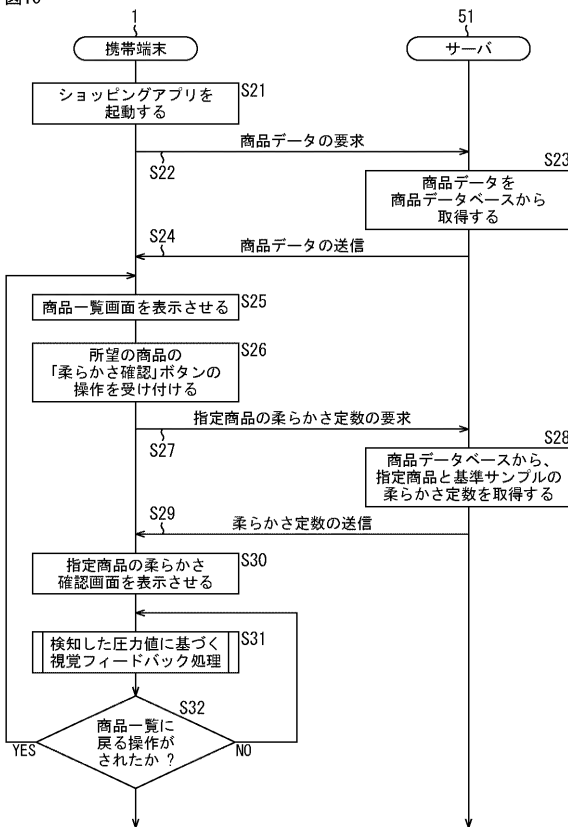 1
51
携帯端末
サーバ
ショッピングアプリを
起動する
S21
商品データの要求
S22
S23
商品データを
商品データベースから
取得する
S24
商品データの送信
商品一覧画面を表示させる
S25
所望の商品の
「柔らかさ確認」ボタンの
操作を受け付ける
S26
指定商品の柔らかさ定数の要求
S27
S28
商品データベースから、
指定商品と基準サンプルの
柔らかさ定数を取得する
S29
柔らかさ定数の送信
指定商品の柔らかさ
確認画面を表示させる
S30
検知した圧力値に基づく
視覚フィードバック処理
S31
S32
商品一覧に
戻る操作が
されたか ?
YES
NO